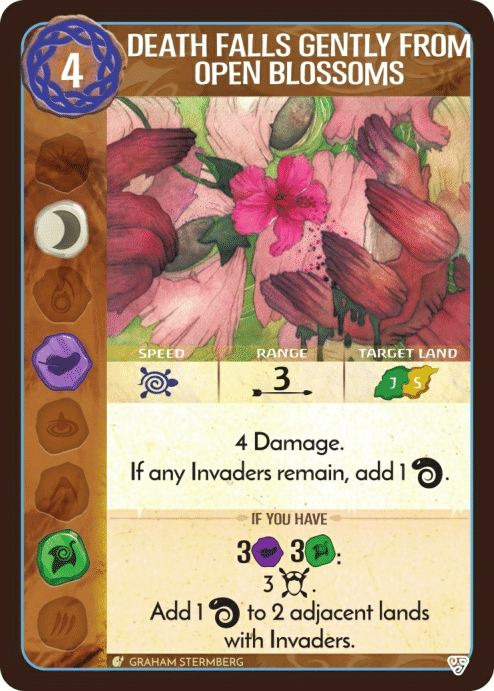 4
DEATH FALLS GENTLY FROM
OPEN BLOSSOMS
SPEED RANGE TARGET LAND
3 J S
4 Damage.
If any Invaders remain, add 1 .
IF YOU HAVE
3 3 :
3 .
Add 1 to 2 adjacent lands
with Invaders.
GRAHAM STERMBERG